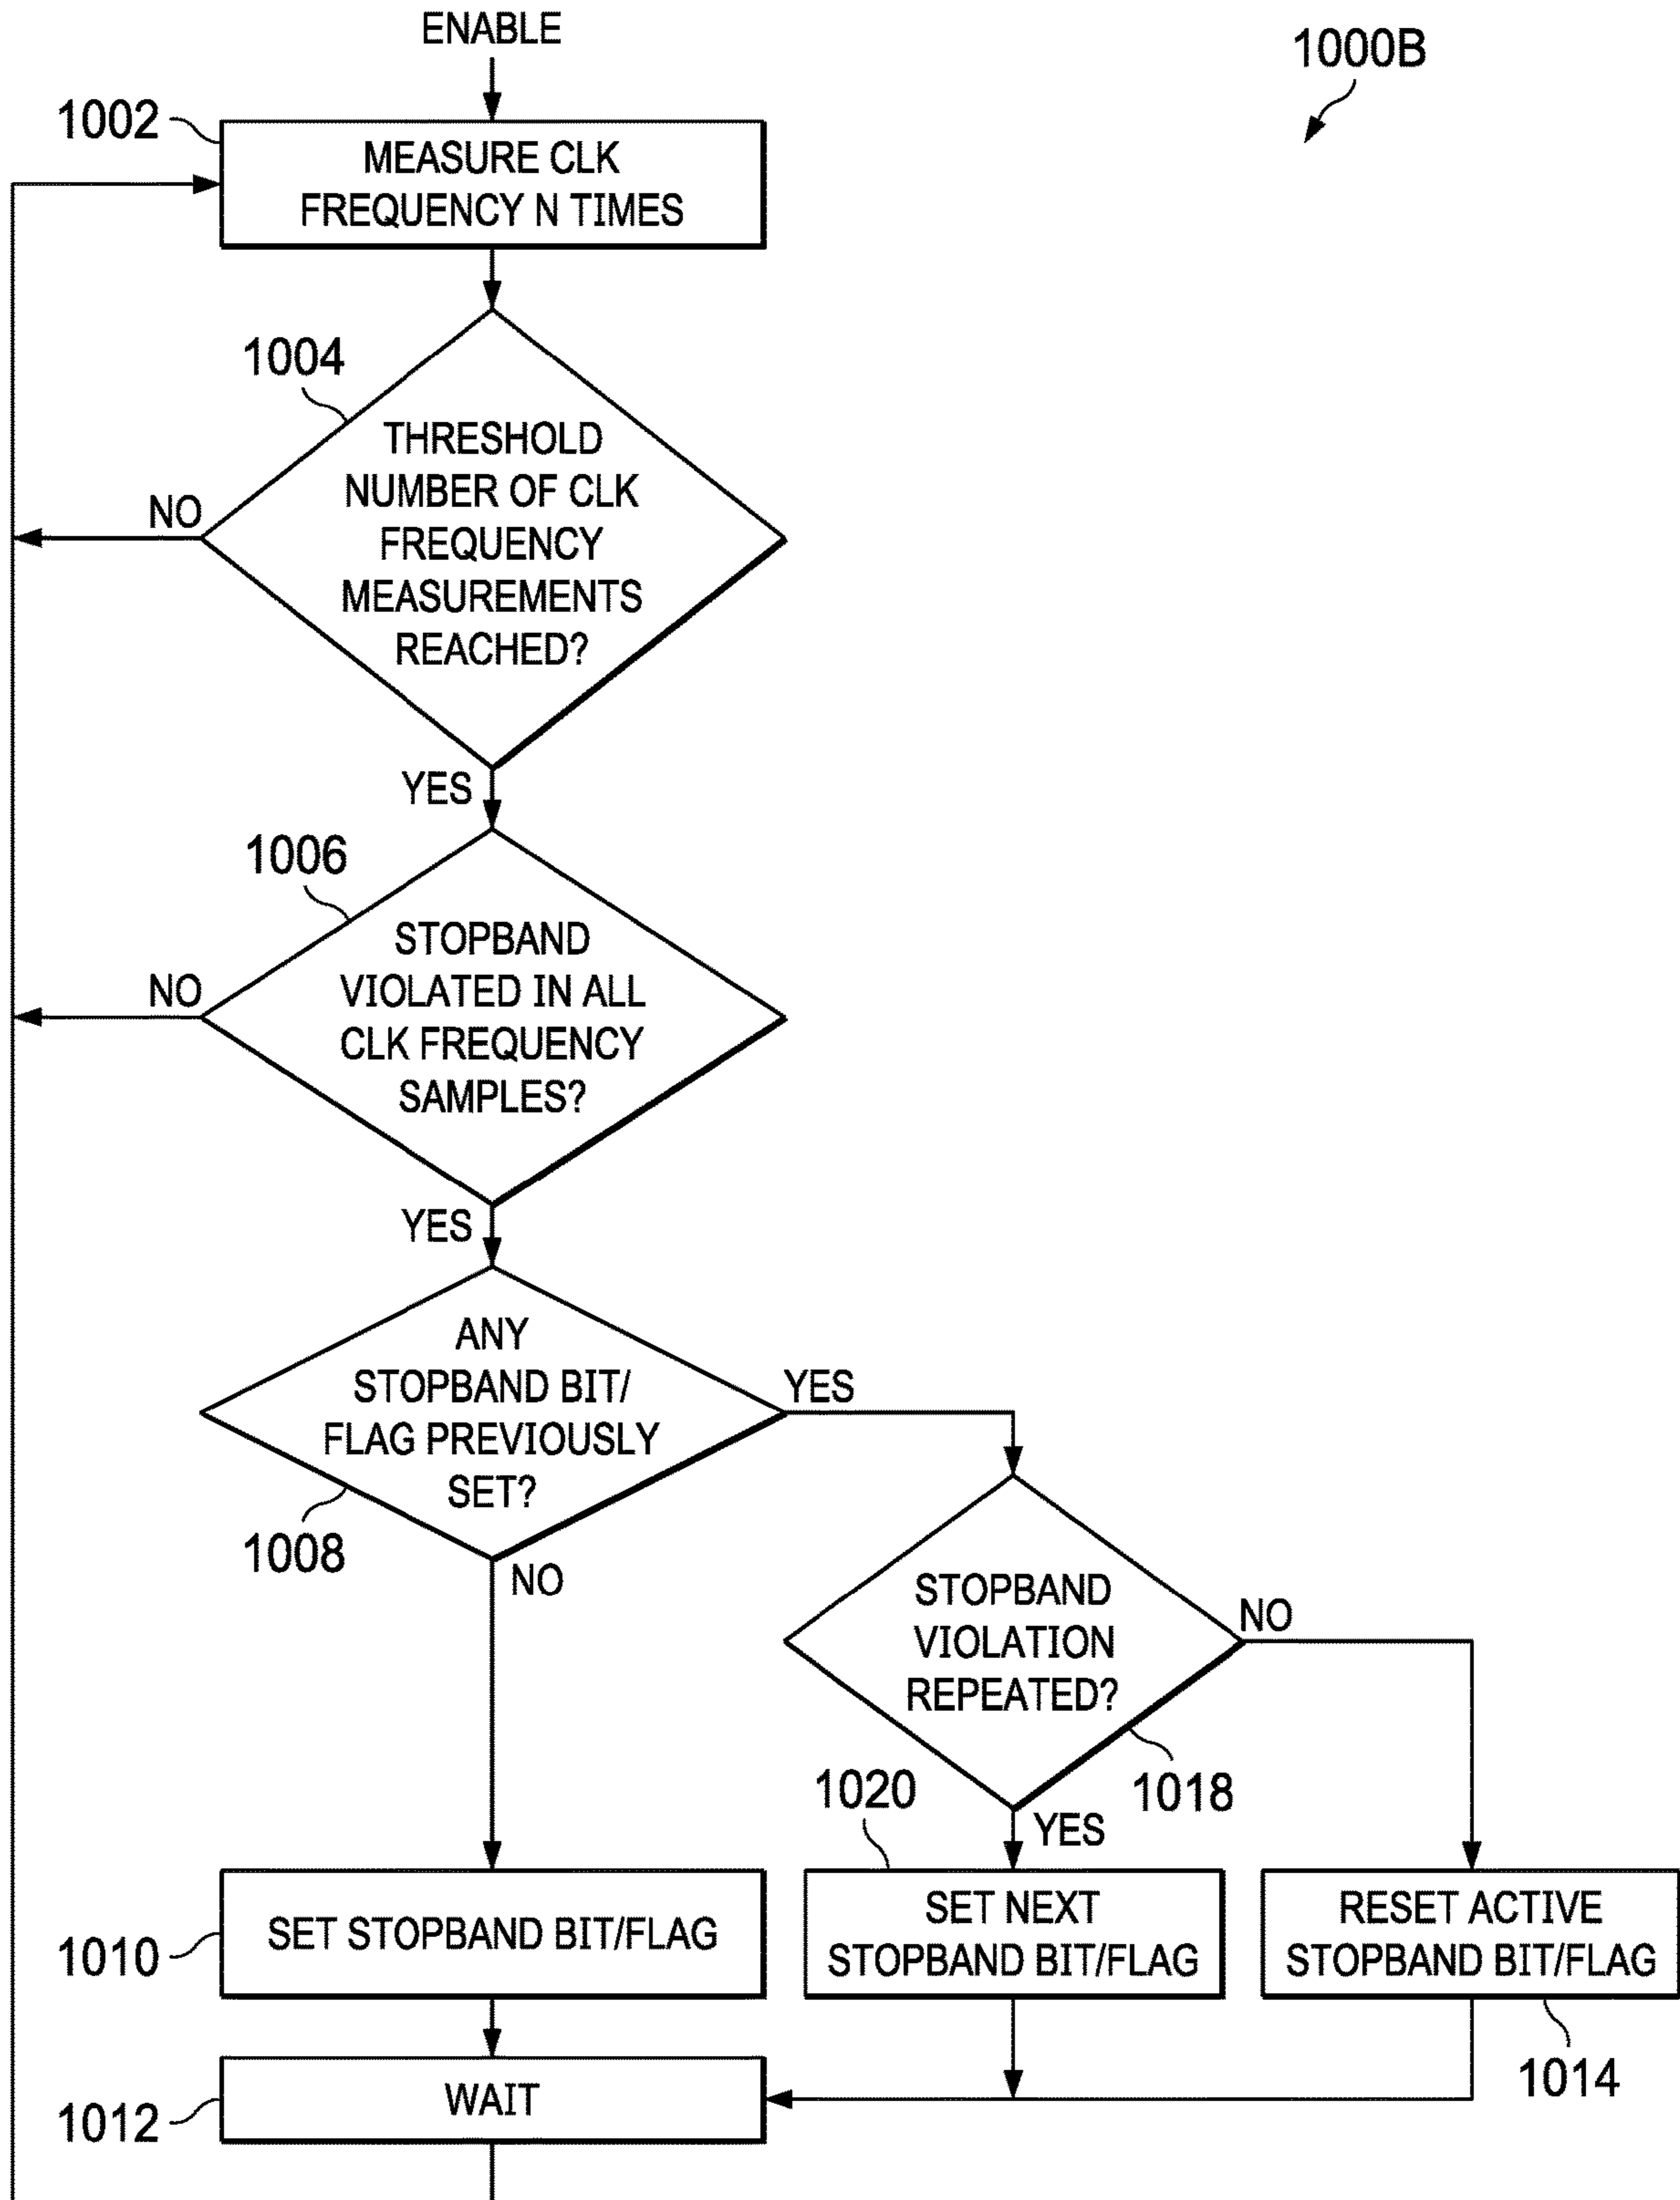 ENABLE
1000B
1002
MEASURE CLK
FREQUENCY N TIMES
1004
THRESHOLD
NUMBER OF CLK
FREQUENCY
MEASUREMENTS
REACHED?
NO
YES
1006
STOPBAND
VIOLATED IN ALL
CLK FREQUENCY
SAMPLES?
NO
YES
ANY
STOPBAND BIT/
FLAG PREVIOUSLY
SET?
1008
YES
NO
STOPBAND
VIOLATION
REPEATED?
NO
1018
YES
1020
SET STOPBAND BIT/FLAG
1010
SET NEXT
STOPBAND BIT/FLAG
RESET ACTIVE
STOPBAND BIT/FLAG
1014
WAIT
1012